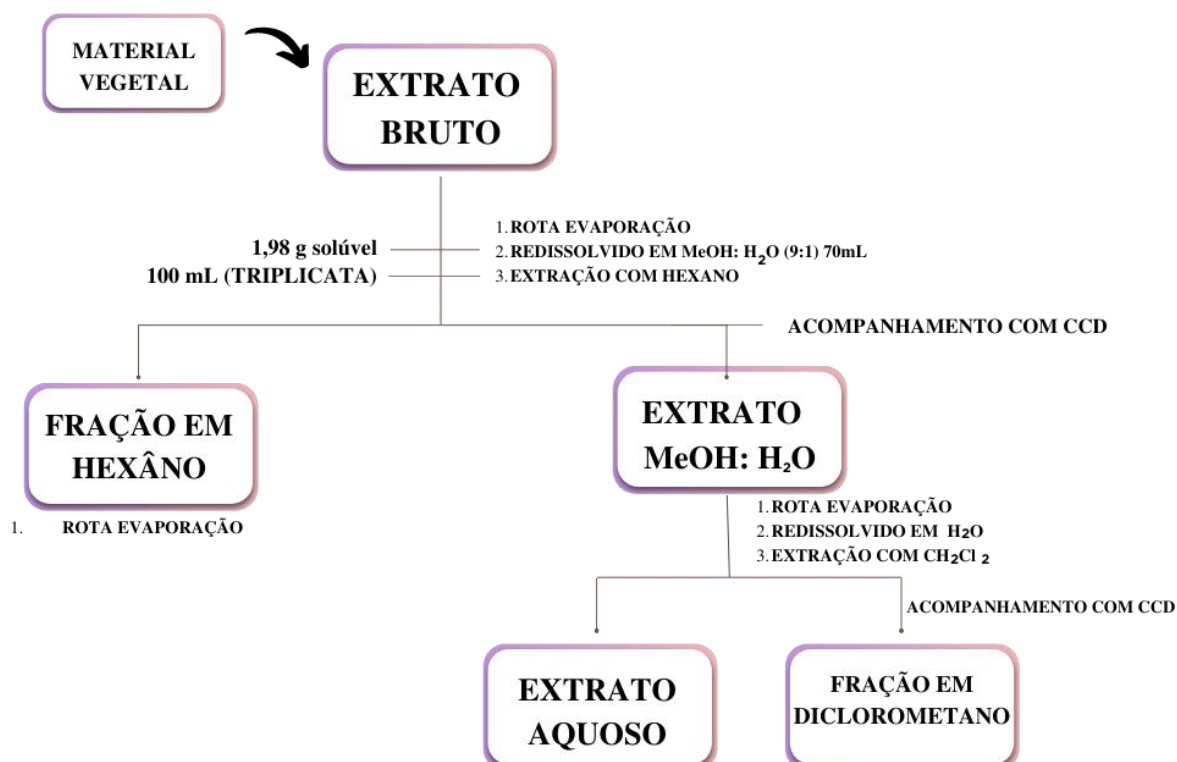 MATERIAL
VEGETAL
EXTRATO
BRUTO
1,98 g solúvel
100 mL (TRIPLICATA)
1. ROTA EVAPORAÇÃO
2. REDISSOLVIDO EM MeOH: H₂O (9:1) 70mL
3. EXTRAÇÃO COM HEXANO
ACOMPANHAMENTO COM CCD
FRAÇÃO EM
HEXÂNO
1. ROTA EVAPORAÇÃO
EXTRATO
MeOH: H₂O
1. ROTA EVAPORAÇÃO
2. REDISSOLVIDO EM H₂O
3. EXTRAÇÃO COM CH₂Cl ₂
ACOMPANHAMENTO COM CCD
EXTRATO
AQUOSO
FRAÇÃO EM
DICLOROMETANO